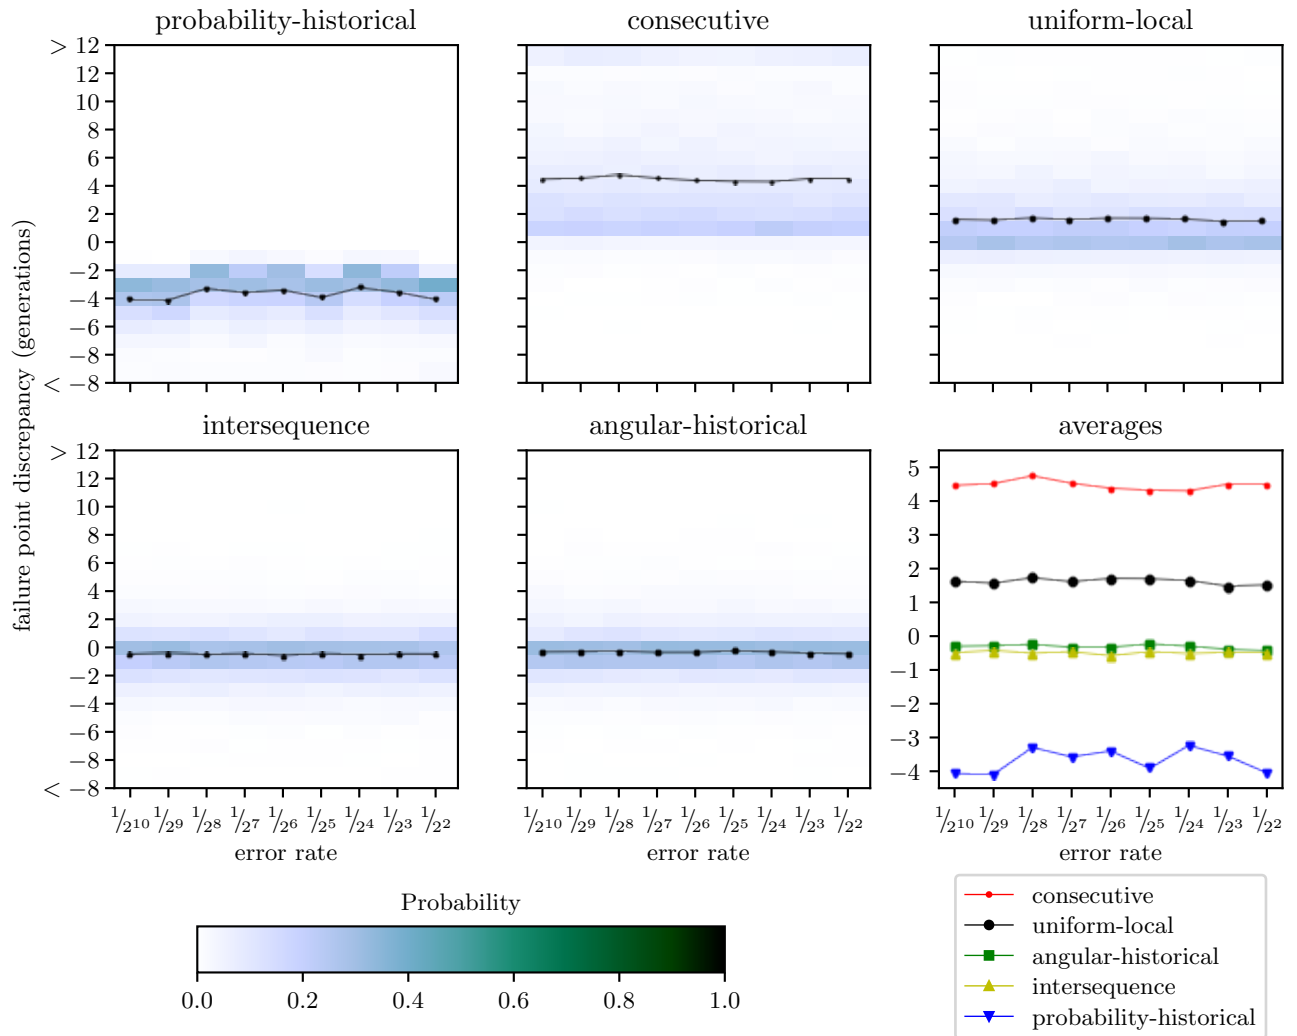 probability-historical consecutive uniform-local
> 12
12
10
8
6
4
2
0
−2
−4
−6
−8
< −8
failure point discrepancy (generations)
intersequence angular-historical averages
> 12
12
10
8
6
4
2
0
−2
−4
−6
−8
< −8
5
4
3
2
1
0
−1
−2
−3
−4
1/2^10 1/2^9 1/2^8 1/2^7 1/2^6 1/2^5 1/2^4 1/2^3 1/2^2
1/2^10 1/2^9 1/2^8 1/2^7 1/2^6 1/2^5 1/2^4 1/2^3 1/2^2
1/2^10 1/2^9 1/2^8 1/2^7 1/2^6 1/2^5 1/2^4 1/2^3 1/2^2
error rate error rate error rate
Probability
0.0 0.2 0.4 0.6 0.8 1.0
consecutive
uniform-local
angular-historical
intersequence
probability-historical